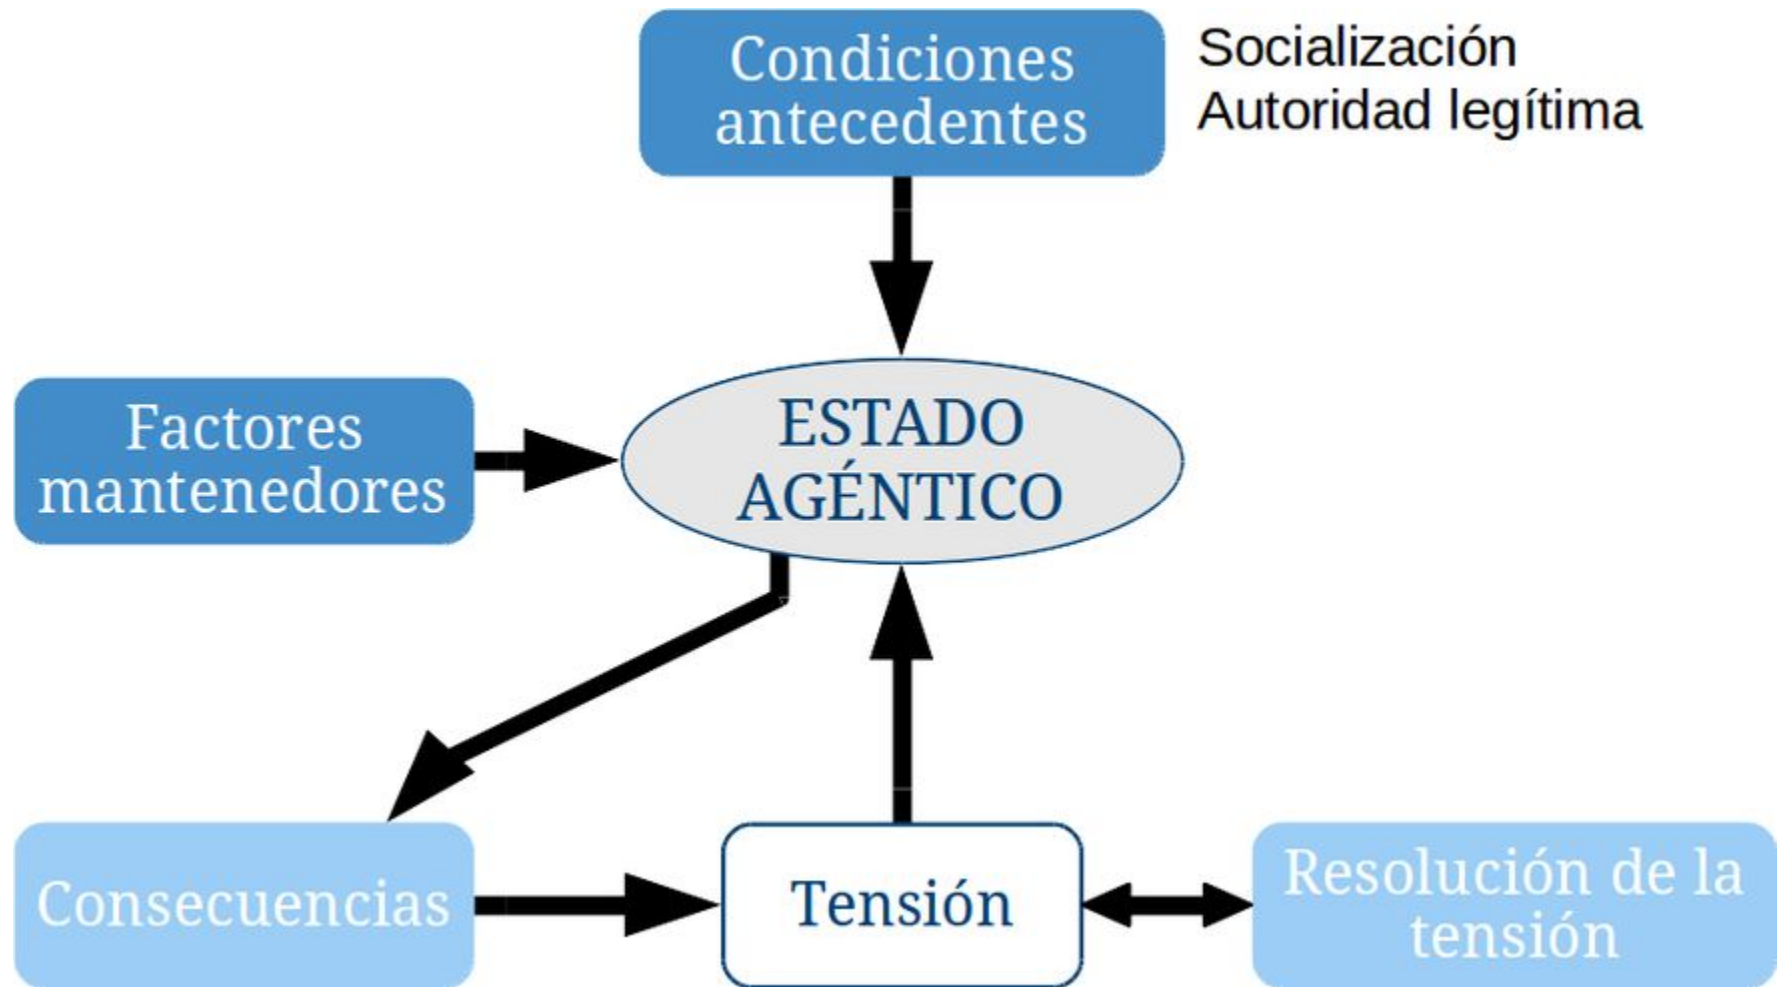 Condiciones
antecedentes
Socialización
Autoridad legítima
Factores
mantenedores
ESTADO
AGÉNTICO
Consecuencias
Tensión
Resolución de la
tensión